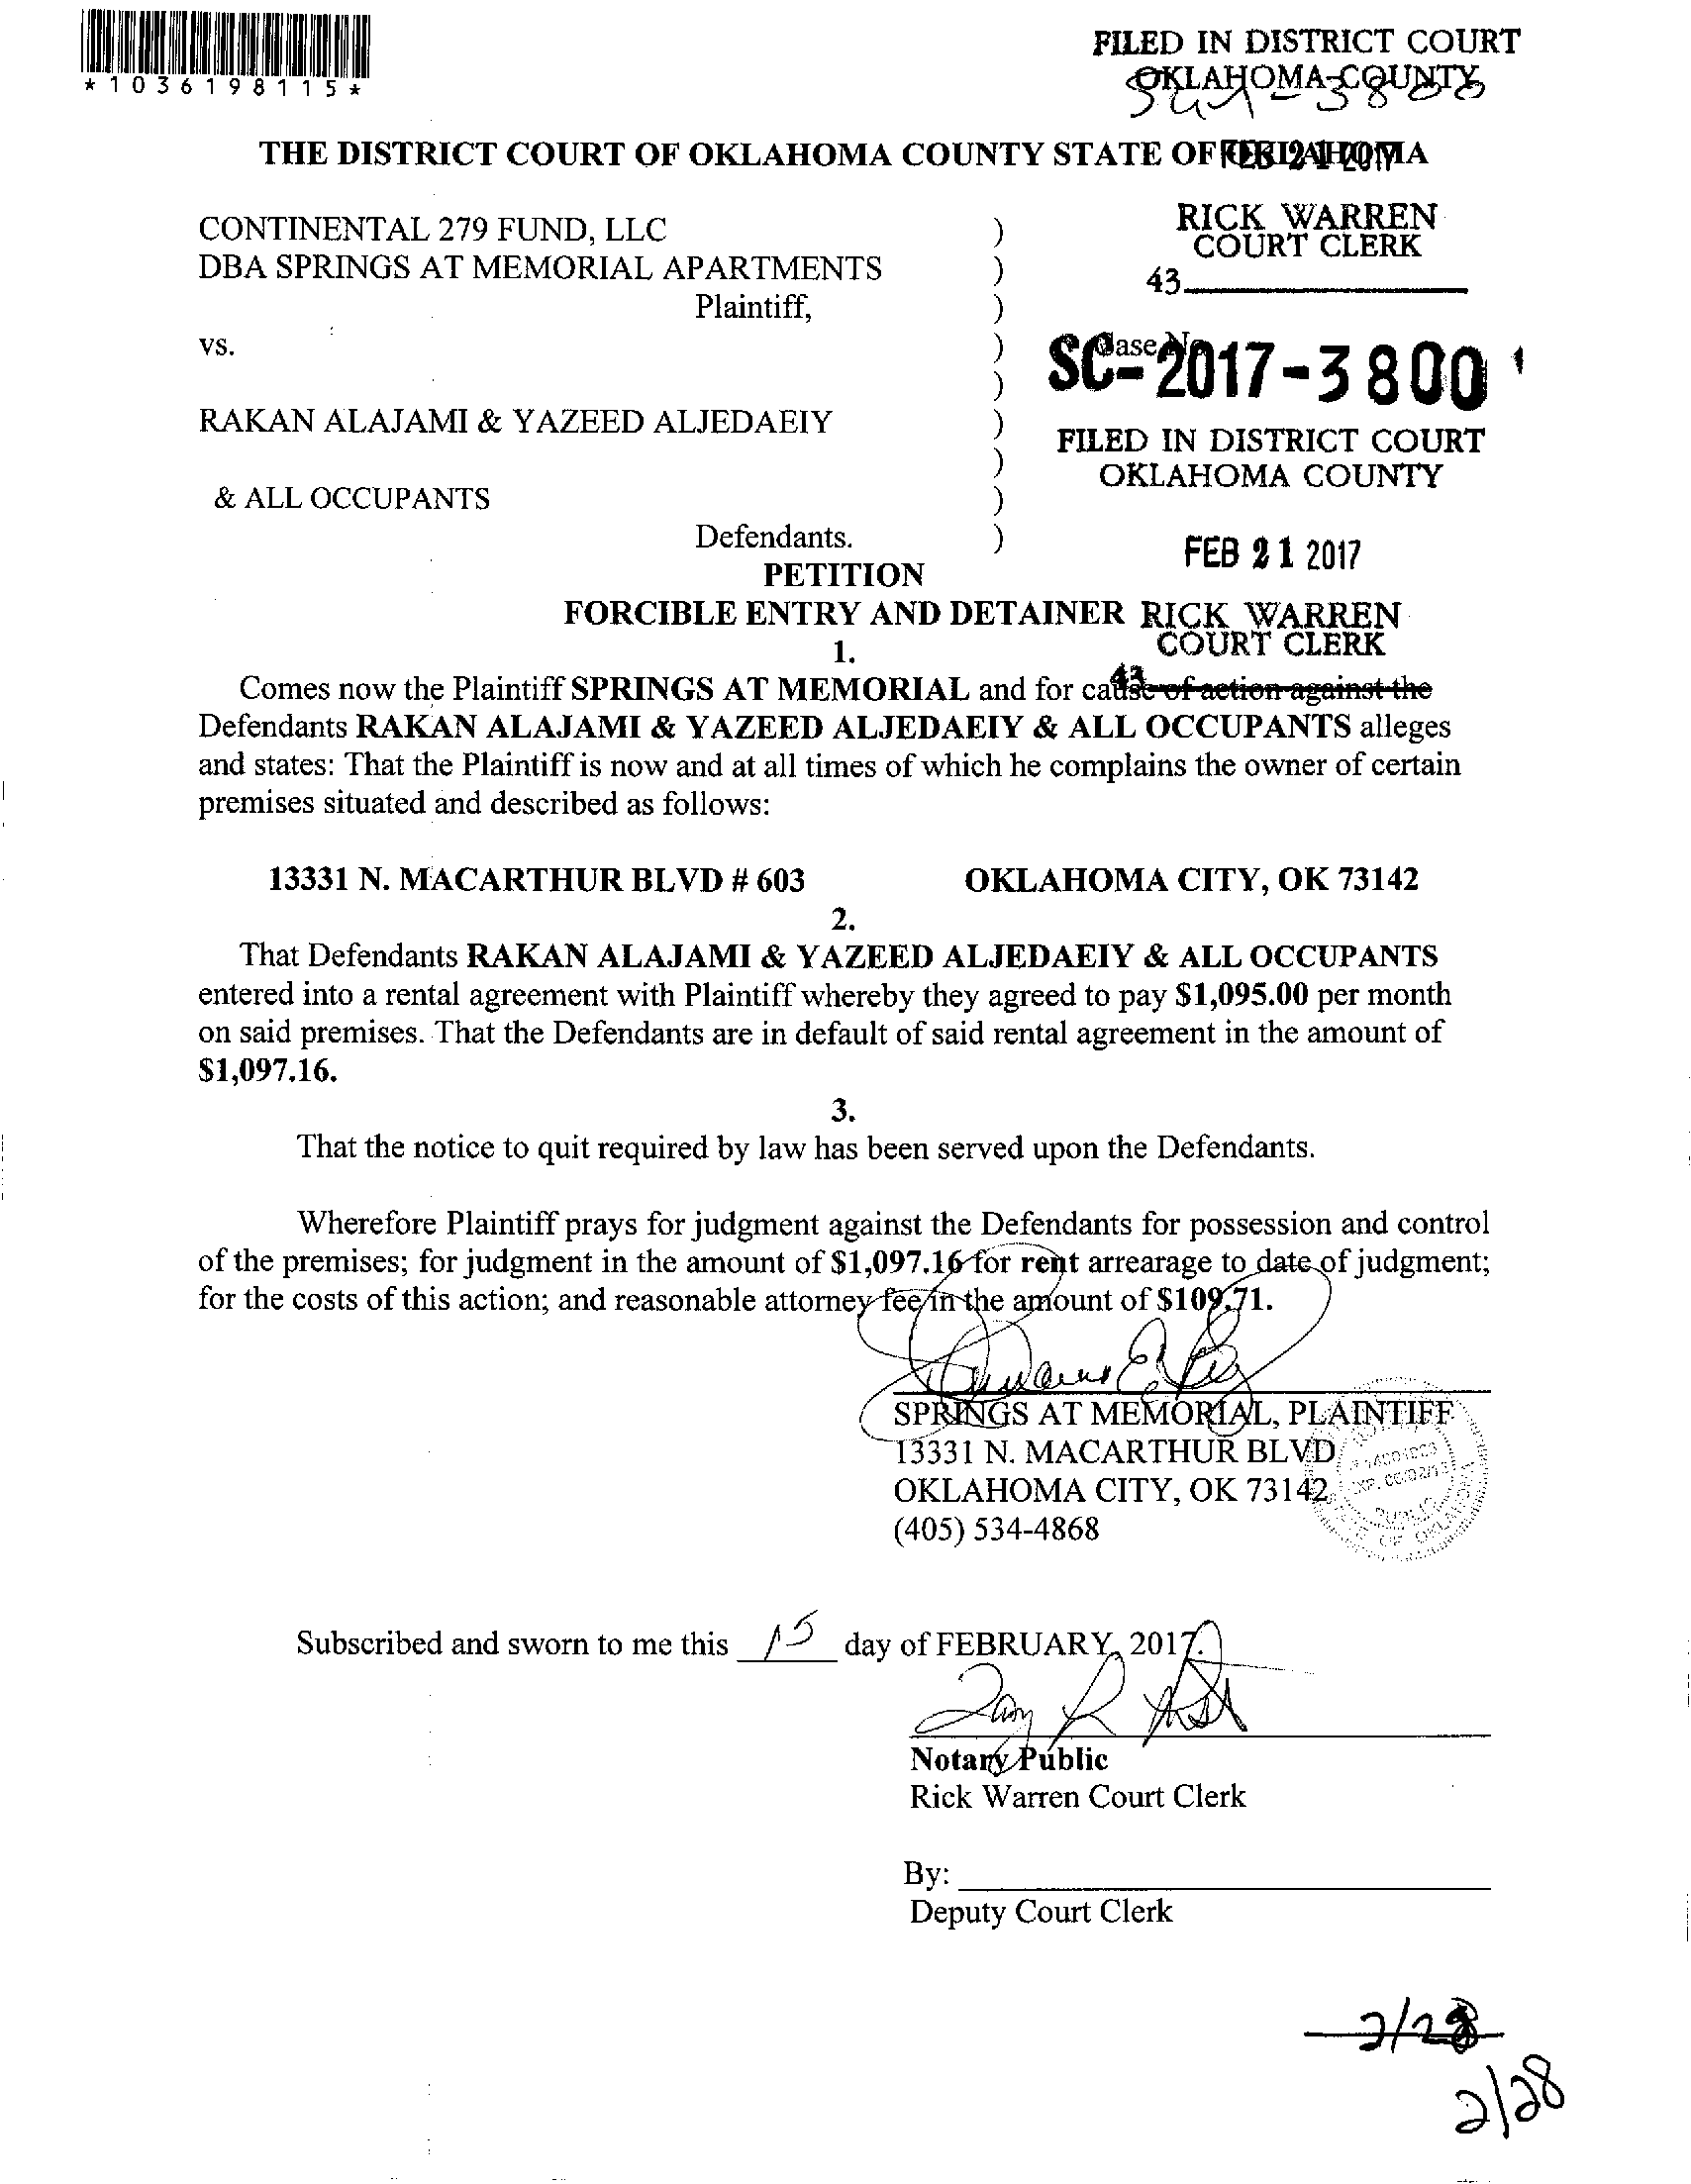 *1036198115*
FILED IN DISTRICT COURT
OKLAHOMA COUNTY
THE DISTRICT COURT OF OKLAHOMA COUNTY STATE OF OKLAHOMA
FEB 21 2017
CONTINENTAL 279 FUND, LLC )
DBA SPRINGS AT MEMORIAL APARTMENTS )
Plaintiff, )
RICK WARREN
COURT CLERK
43
vs. )
)
Case No
SC-2017-3800
RAKAN ALAJAMI & YAZEED ALJEDAEIY )
)
& ALL OCCUPANTS )
Defendants. )
FILED IN DISTRICT COURT
OKLAHOMA COUNTY
FEB 21 2017
PETITION
FORCIBLE ENTRY AND DETAINER
RICK WARREN
COURT CLERK
43
1.
Comes now the Plaintiff SPRINGS AT MEMORIAL and for cause of action against the
Defendants RAKAN ALAJAMI & YAZEED ALJEDAEIY & ALL OCCUPANTS alleges
and states: That the Plaintiff is now and at all times of which he complains the owner of certain
premises situated and described as follows:
13331 N. MACARTHUR BLVD # 603 OKLAHOMA CITY, OK 73142
2.
That Defendants RAKAN ALAJAMI & YAZEED ALJEDAEIY & ALL OCCUPANTS
entered into a rental agreement with Plaintiff whereby they agreed to pay $1,095.00 per month
on said premises. That the Defendants are in default of said rental agreement in the amount of
$1,097.16.
3.
That the notice to quit required by law has been served upon the Defendants.
Wherefore Plaintiff prays for judgment against the Defendants for possession and control
of the premises; for judgment in the amount of $1,097.16 for rent arrearage to date of judgment;
for the costs of this action; and reasonable attorney fee in the amount of $109.71.
SPRINGS AT MEMORIAL, PLAINTIFF
13331 N. MACARTHUR BLVD
OKLAHOMA CITY, OK 73142
(405) 534-4868
PUBLIC
OF OKLAHOMA
Subscribed and sworn to me this 15 day of FEBRUARY, 2017.
Notary Public
Rick Warren Court Clerk
By:
Deputy Court Clerk
2/28